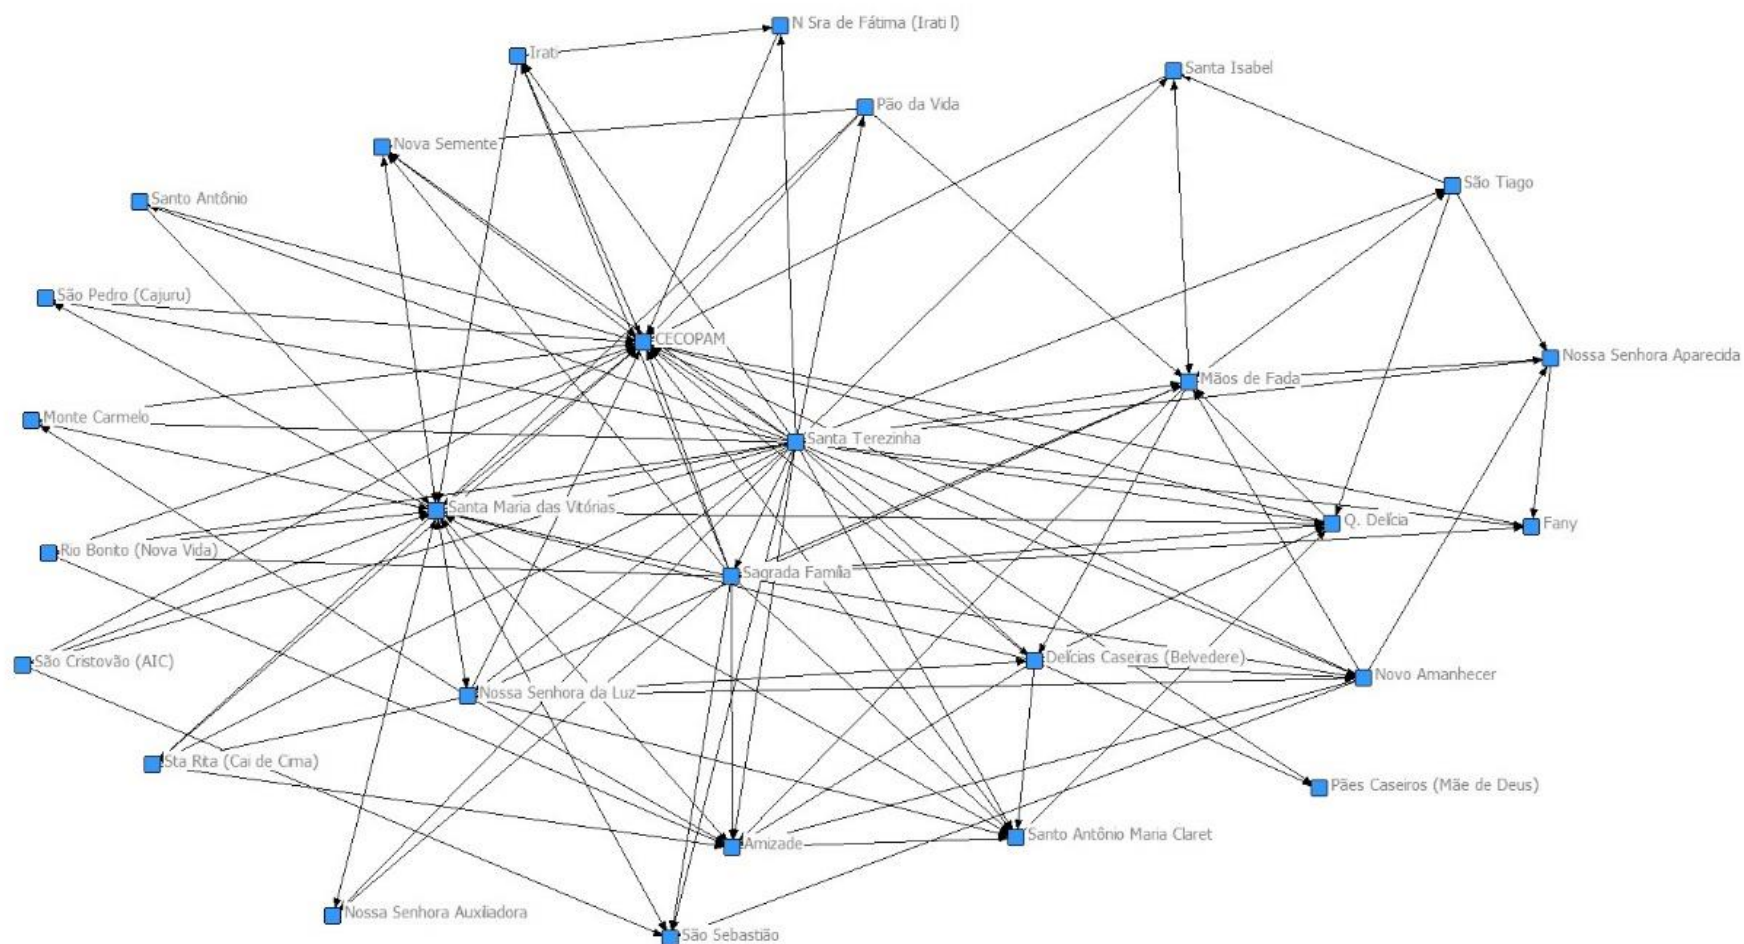 N Sra de Fátima (Irati l)
Irati
Santa Isabel
Pão da Vida
Nova Semente
São Tiago
Santo Antônio
São Pedro (Cajuru)
CECOPAM
Nossa Senhora Aparecida
Mãos de Fada
Monte Carmelo
Santa Terezinha
Santa Maria das Vitórias
Q. Delícia
Fany
Rio Bonito (Nova Vida)
Sagrada Família
Delícias Caseiras (Belvedere)
São Cristovão (AIC)
Novo Amanhecer
Nossa Senhora da Luz
Sta Rita (Cai de Cima)
Pães Caseiros (Mãe de Deus)
Santo Antônio Maria Claret
Amizade
Nossa Senhora Auxiliadora
São Sebastião